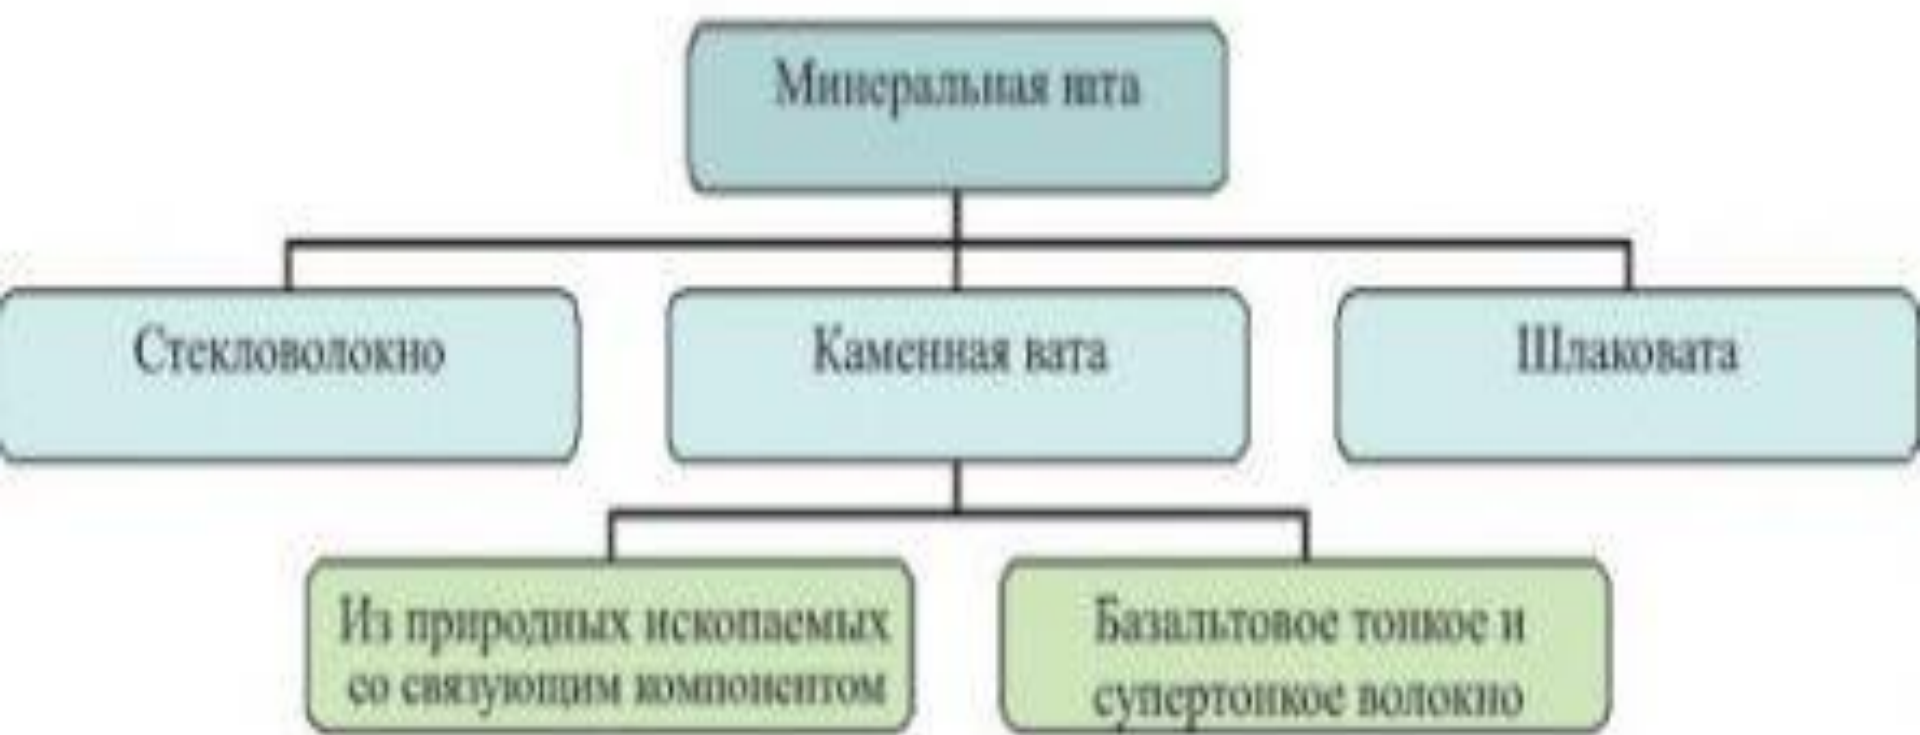 Минеральная вата
Стекловолокно
Каменная вата
Шлаковата
Из природных ископаемых
со связующим компонентом
Базальтовое тонкое и
супертонкое волокно